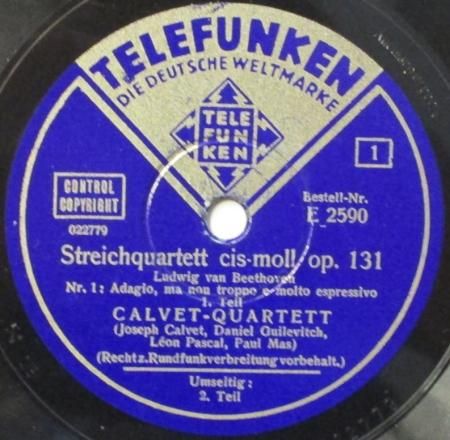 TELEFUNKEN
DIE DEUTSCHE WELTMARKE
TELE
FUN
KEN
1
CONTROL
COPYRIGHT
022779
Bestell-Nr.
E 2590
Streichquartett cis-moll, op. 131
Ludwig van Beethoven
Nr. 1: Adagio, ma non troppo e molto espressivo
1. Teil
CALVET-QUARTETT
(Joseph Calvet, Daniel Guilevitch,
Léon Pascal, Paul Mas)
(Recht z. Rundfunkverbreitung vorbehalt.)
Umseitig:
2. Teil